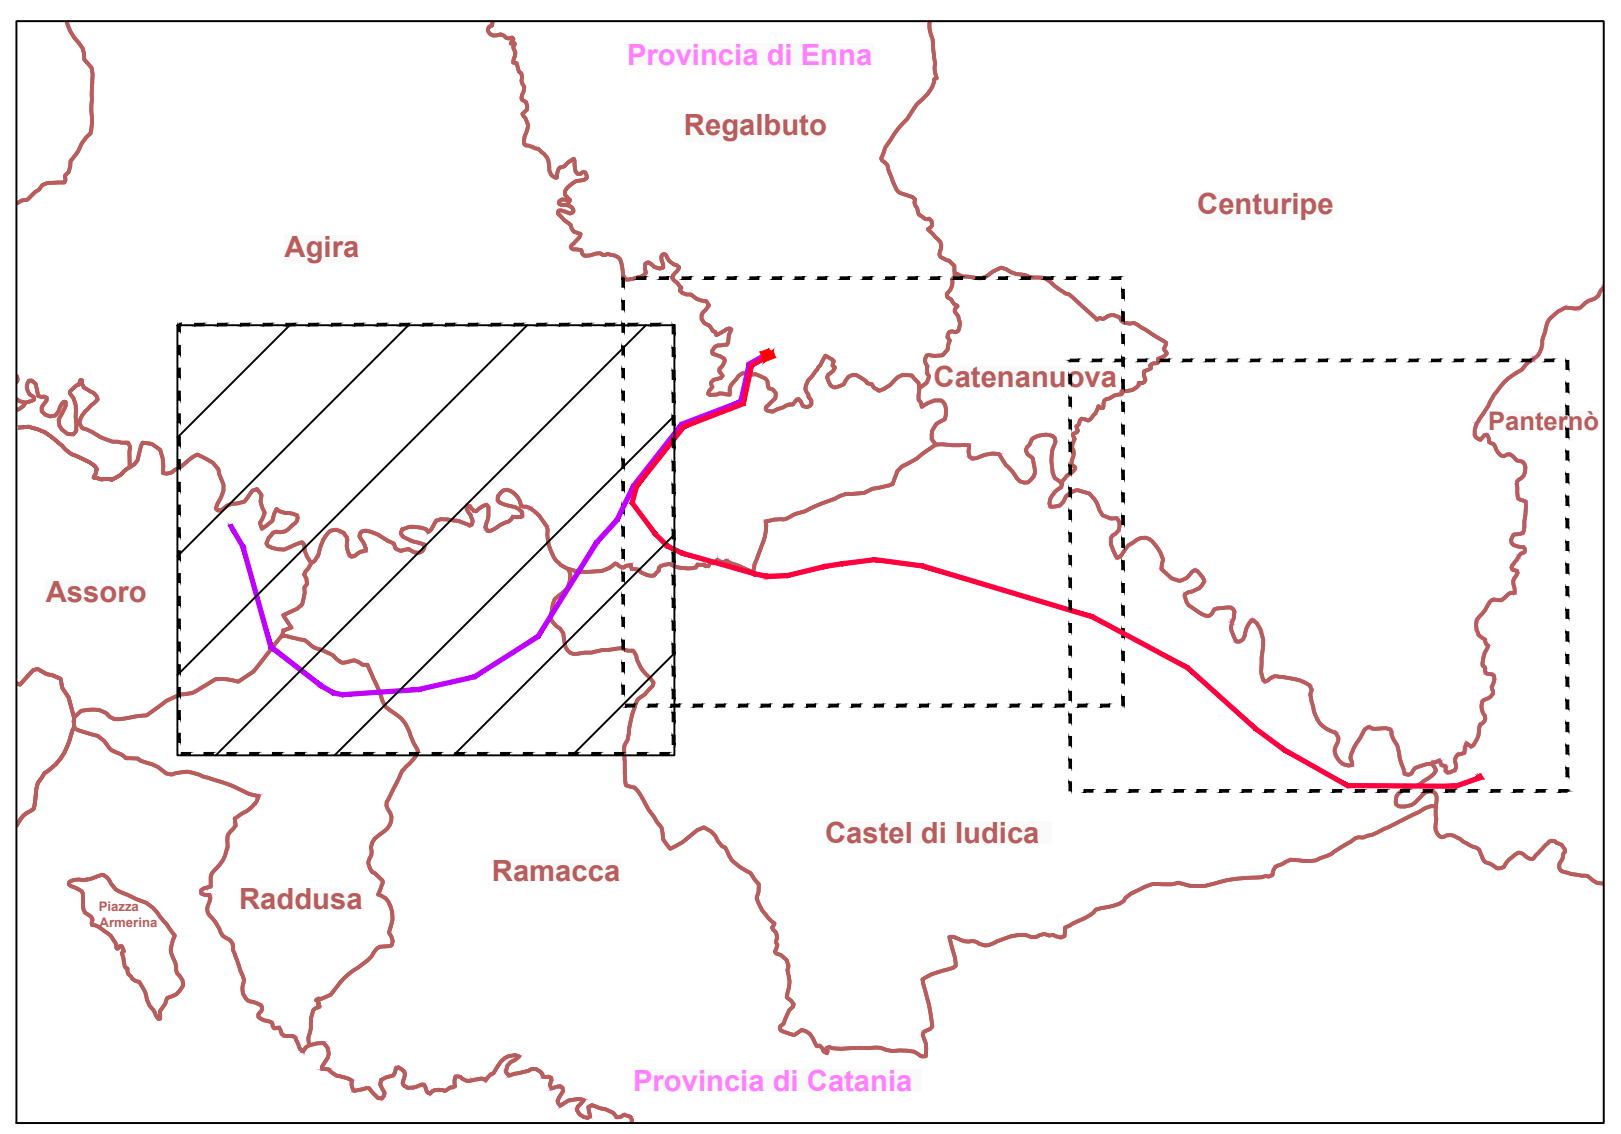 Provincia di Enna
Regalbuto
Centuripe
Agira
Catenanuova
Panternò
Assoro
Castel di Iudica
Ramacca
Raddusa
Piazza
Armerina
Provincia di Catania